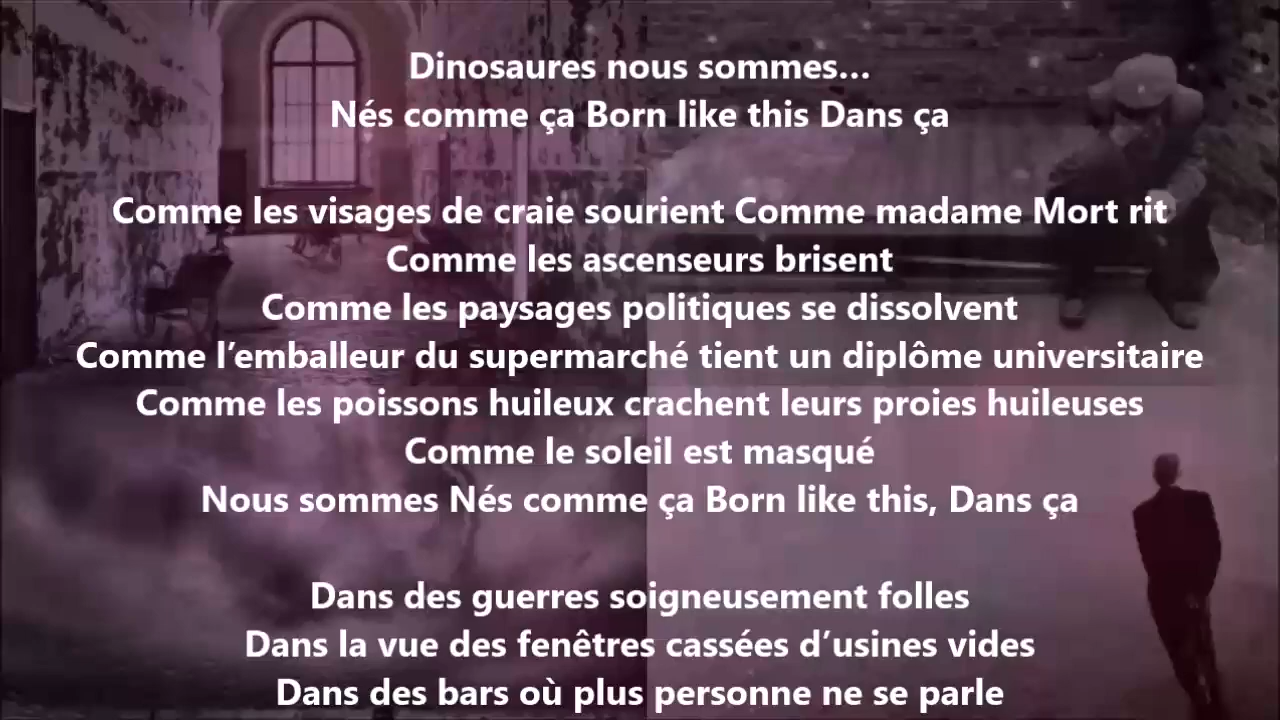 Dinosaures nous sommes…
Nés comme ça Born like this Dans ça
Comme les visages de craie sourient Comme madame Mort rit
Comme les ascenseurs brisent
Comme les paysages politiques se dissolvent
Comme l’emballeur du supermarché tient un diplôme universitaire
Comme les poissons huileux crachent leurs proies huileuses
Comme le soleil est masqué
Nous sommes Nés comme ça Born like this, Dans ça
Dans des guerres soigneusement folles
Dans la vue des fenêtres cassées d’usines vides
Dans des bars où plus personne ne se parle